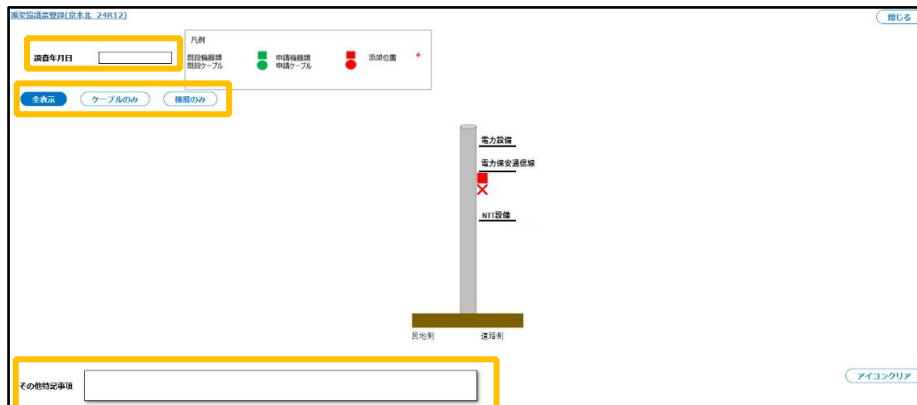 添架協議票登録(京本北 24R12)
閉じる
凡例
調査年月日
既設機器類 申請機器類 添架位置 +
既設ケーブル 申請ケーブル
全表示 ケーブルのみ 機器のみ
電力設備
電力保安通信線
NTT設備
民地側 道路側
その他特記事項
アイコンクリア